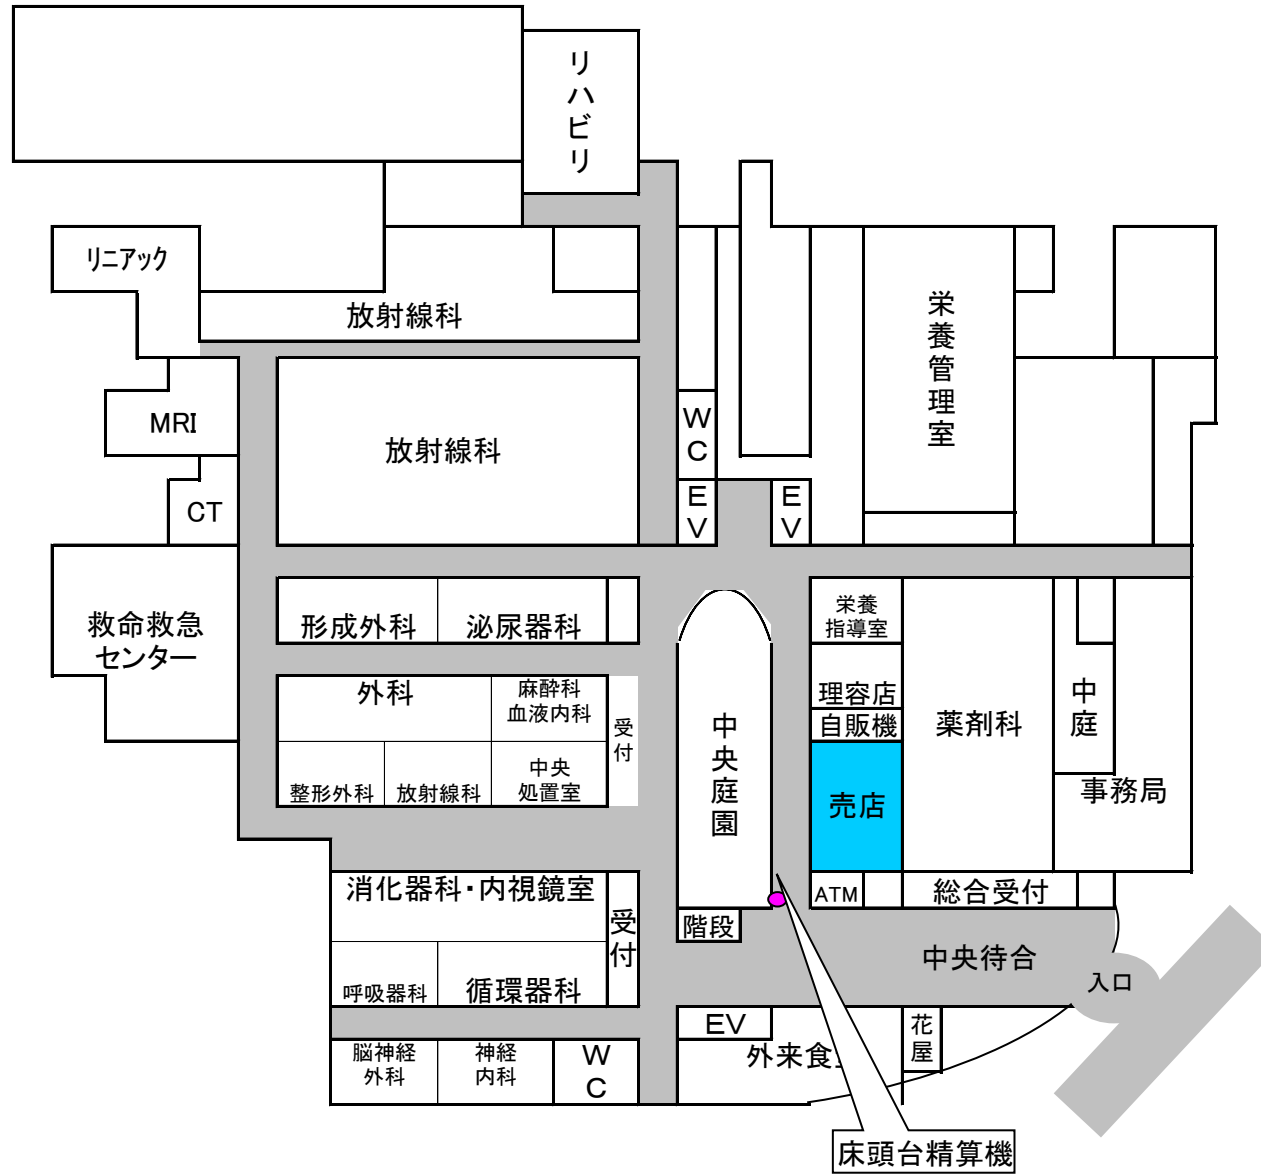 リハビリ
リニアック
放射線科
栄養管理室
MRI
放射線科
WC
CT
EV
EV
救命救急
センター
形成外科
泌尿器科
栄養
指導室
外科
麻酔科
血液内科
受付
中央庭園
理容店
自販機
薬剤科
中庭
整形外科
放射線科
中央
処置室
売店
事務局
消化器科・内視鏡室
受付
ATM
総合受付
階段
中央待合
入口
呼吸器科
循環器科
EV
花屋
脳神経
外科
神経
内科
WC
外来食
床頭台精算機